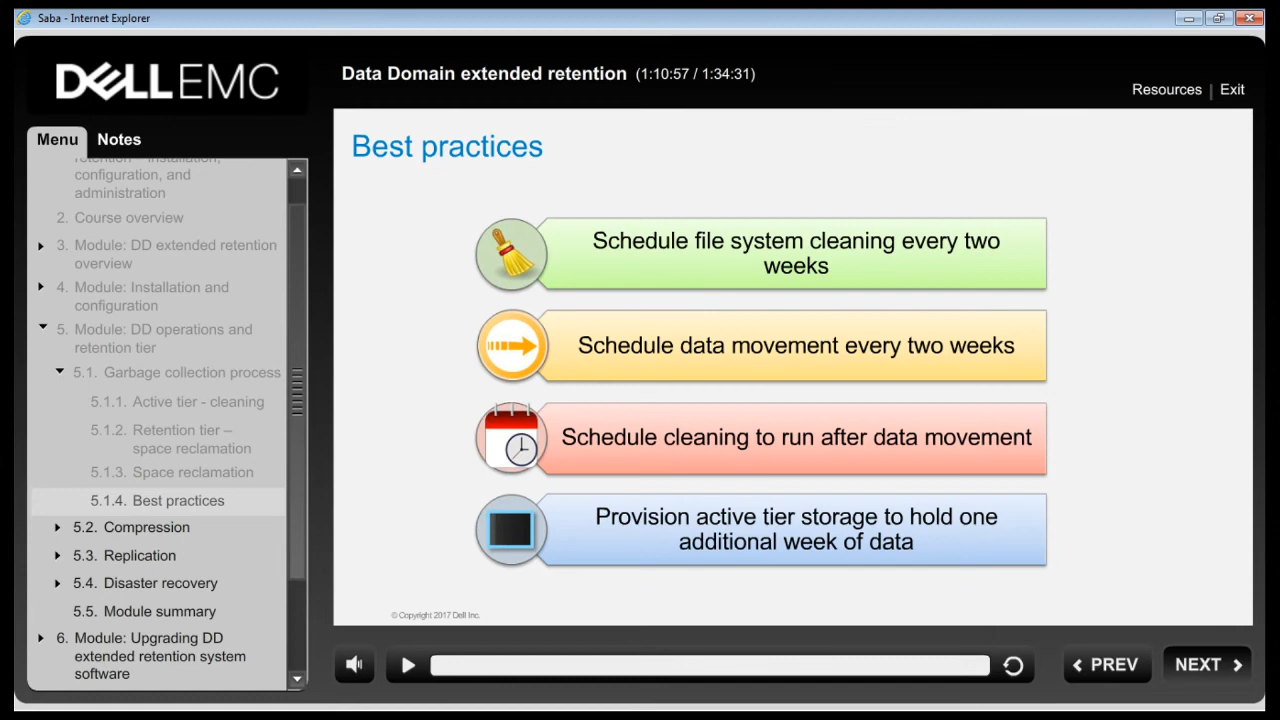 Saba - Internet Explorer
DELLEMC
Data Domain extended retention (1:10:57 / 1:34:31)
Resources | Exit
Menu
Notes
retention – installation,
configuration, and
administration
2. Course overview
3. Module: DD extended retention
overview
4. Module: Installation and
configuration
5. Module: DD operations and
retention tier
5.1. Garbage collection process
5.1.1. Active tier - cleaning
5.1.2. Retention tier –
space reclamation
5.1.3. Space reclamation
5.1.4. Best practices
5.2. Compression
5.3. Replication
5.4. Disaster recovery
5.5. Module summary
6. Module: Upgrading DD
extended retention system
software
Best practices
Schedule file system cleaning every two
weeks
Schedule data movement every two weeks
Schedule cleaning to run after data movement
Provision active tier storage to hold one
additional week of data
© Copyright 2017 Dell Inc.
PREV
NEXT